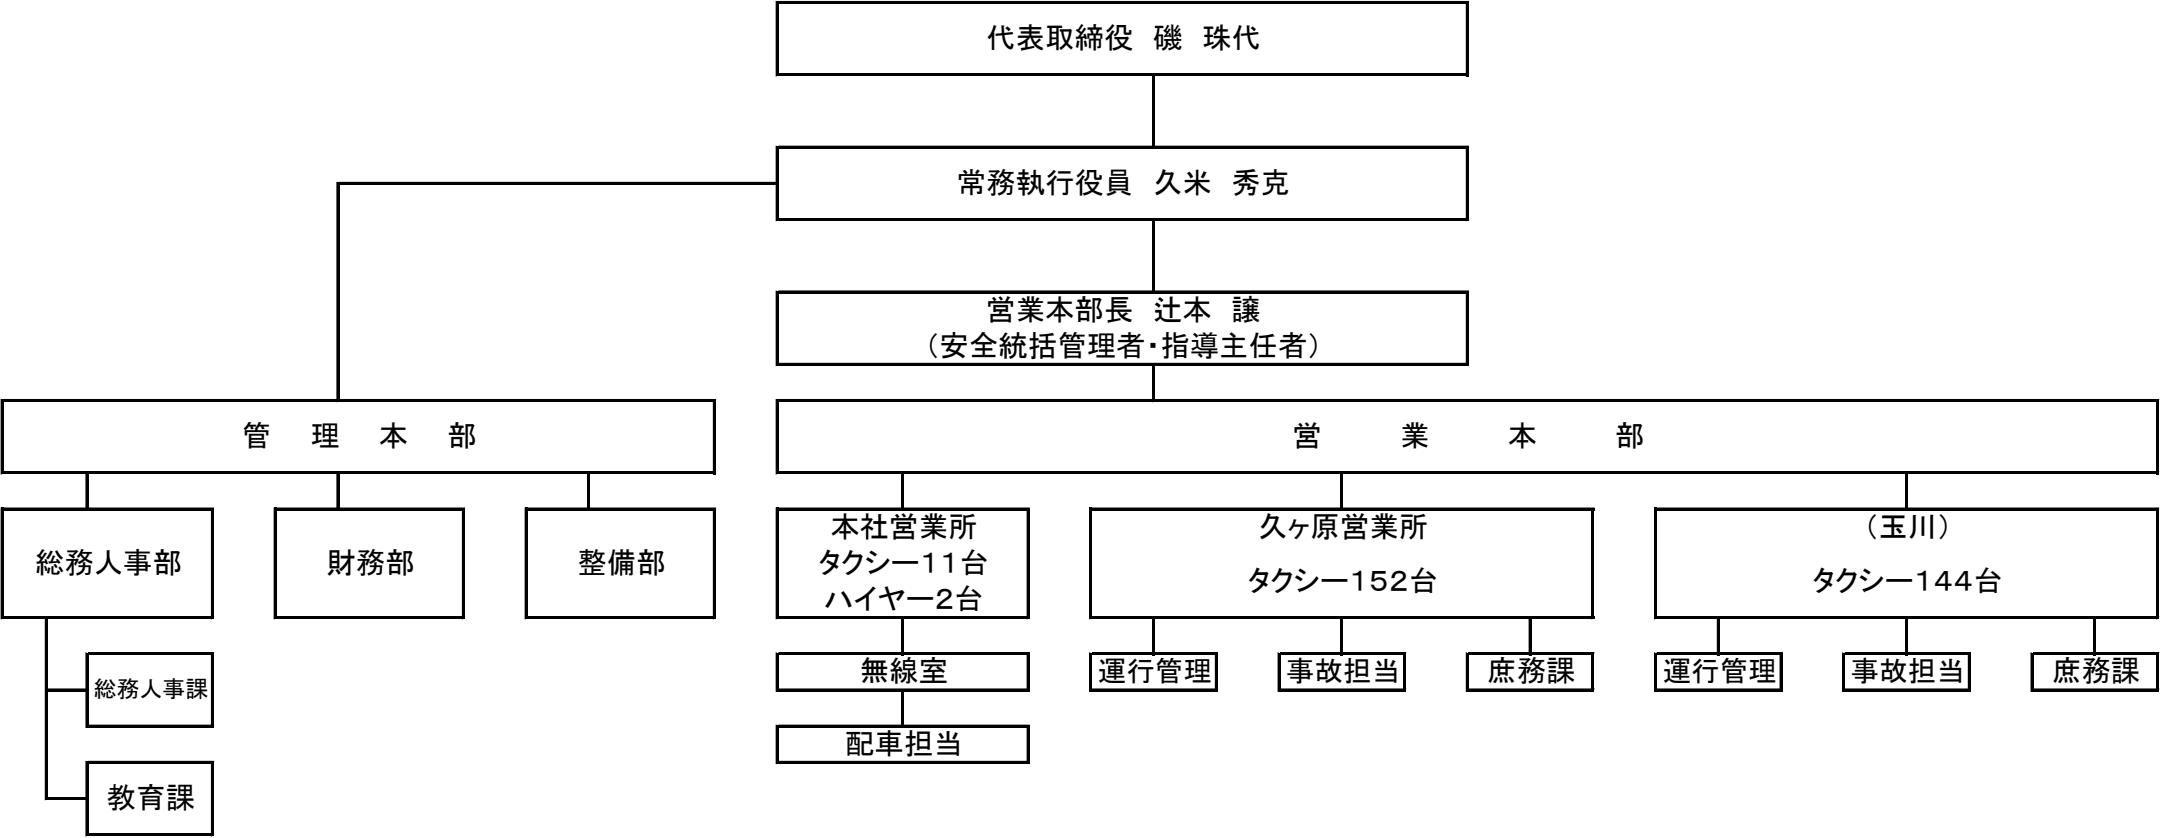 代表取締役　磯　珠代
常務執行役員　久米　秀克
営業本部長　辻本　譲
（安全統括管理者・指導主任者）
管　理　本　部
営　業　本　部
総務人事部
財務部
整備部
本社営業所
タクシー１１台
ハイヤー２台
久ヶ原営業所
タクシー１５２台
（玉川）
タクシー１４４台
無線室
運行管理
事故担当
庶務課
運行管理
事故担当
庶務課
総務人事課
配車担当
教育課